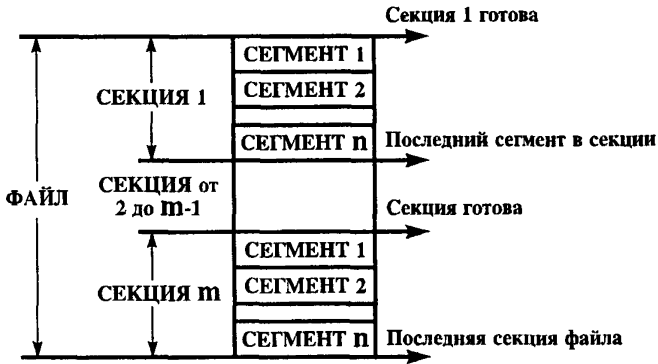 Секция 1 готова
СЕГМЕНТ 1
СЕКЦИЯ 1
СЕГМЕНТ 2
СЕГМЕНТ n
Последний сегмент в секции
ФАЙЛ
СЕКЦИЯ от
2 до m-1
Секция готова
СЕГМЕНТ 1
СЕКЦИЯ m
СЕГМЕНТ 2
СЕГМЕНТ n
Последняя секция файла